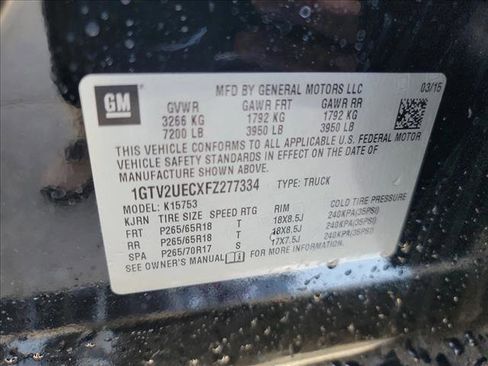 GM
MFD BY GENERAL MOTORS LLC 03/15
GVWR GAWR FRT GAWR RR
3266 KG 1792 KG 1792 KG
7200 LB 3950 LB 3950 LB
THIS VEHICLE CONFORMS TO ALL APPLICABLE U.S. FEDERAL MOTOR
VEHICLE SAFETY STANDARDS IN EFFECT ON THE DATE OF
MANUFACTURE SHOWN ABOVE.
1GTV2UECXFZ277334 TYPE: TRUCK
MODEL: K15753
KJRN TIRE SIZE SPEED RTG RIM COLD TIRE PRESSURE
FRT P265/65R18 T 18X8.5J 240KPA(35PSI)
RR P265/65R18 T 18X8.5J 240KPA(35PSI)
SPA P265/70R17 S 17X7.5J 240KPA(35PSI)
SEE OWNER'S MANUAL FOR ADDITIONAL INFORMATION